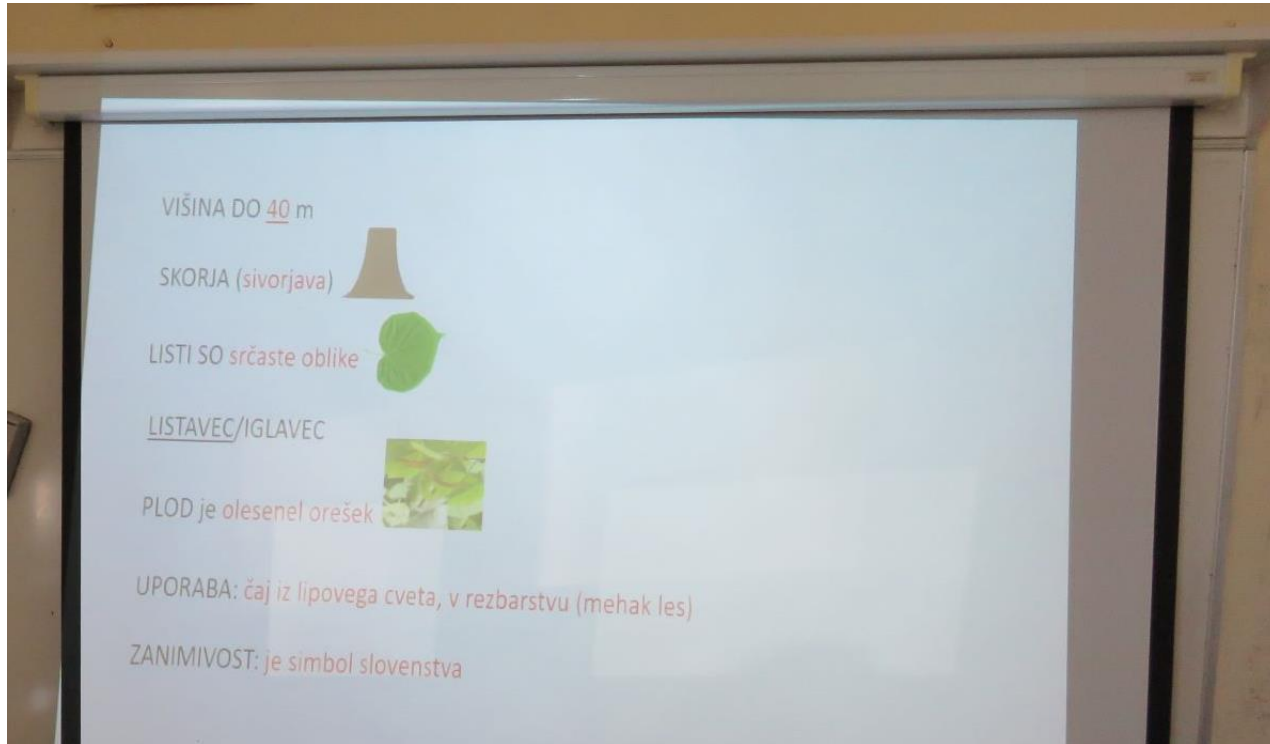 VIŠINA DO 40 m
SKORJA (sivorjava)
LISTI SO srčaste oblike
LISTAVEC/IGLAVEC
PLOD je olesenel orešek
UPORABA: čaj iz lipovega cveta, v rezbarstvu (mehak les)
ZANIMIVOST: je simbol slovenstva